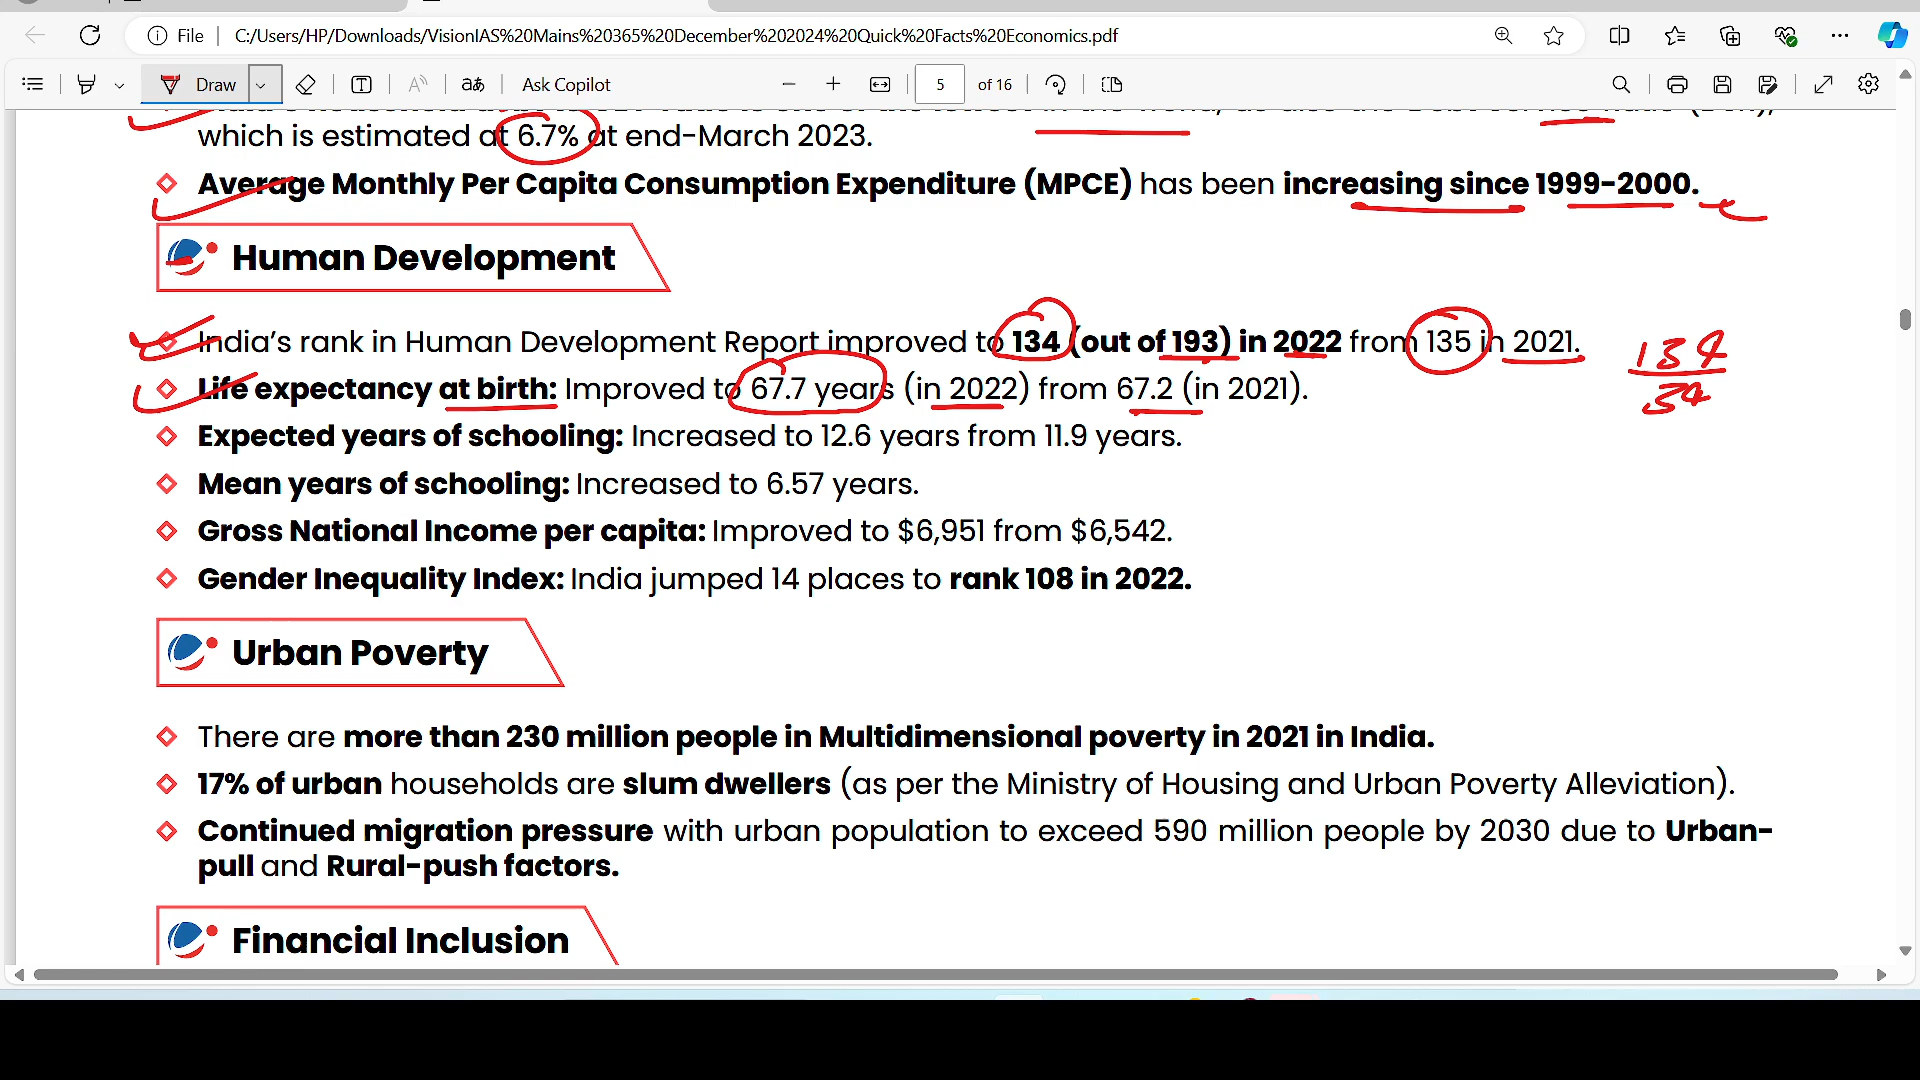 File
C:/Users/HP/Downloads/VisionIAS%20Mains%20365%20December%202024%20Quick%20Facts%20Economics.pdf
Draw
Ask Copilot
5 of 16
which is estimated at 6.7% at end-March 2023.
Average Monthly Per Capita Consumption Expenditure (MPCE) has been increasing since 1999-2000.
Human Development
India's rank in Human Development Report improved to 134 (out of 193) in 2022 from 135 in 2021.
134
34
Life expectancy at birth: Improved to 67.7 years (in 2022) from 67.2 (in 2021).
Expected years of schooling: Increased to 12.6 years from 11.9 years.
Mean years of schooling: Increased to 6.57 years.
Gross National Income per capita: Improved to $6,951 from $6,542.
Gender Inequality Index: India jumped 14 places to rank 108 in 2022.
Urban Poverty
There are more than 230 million people in Multidimensional poverty in 2021 in India.
17% of urban households are slum dwellers (as per the Ministry of Housing and Urban Poverty Alleviation).
Continued migration pressure with urban population to exceed 590 million people by 2030 due to Urban-
pull and Rural-push factors.
Financial Inclusion